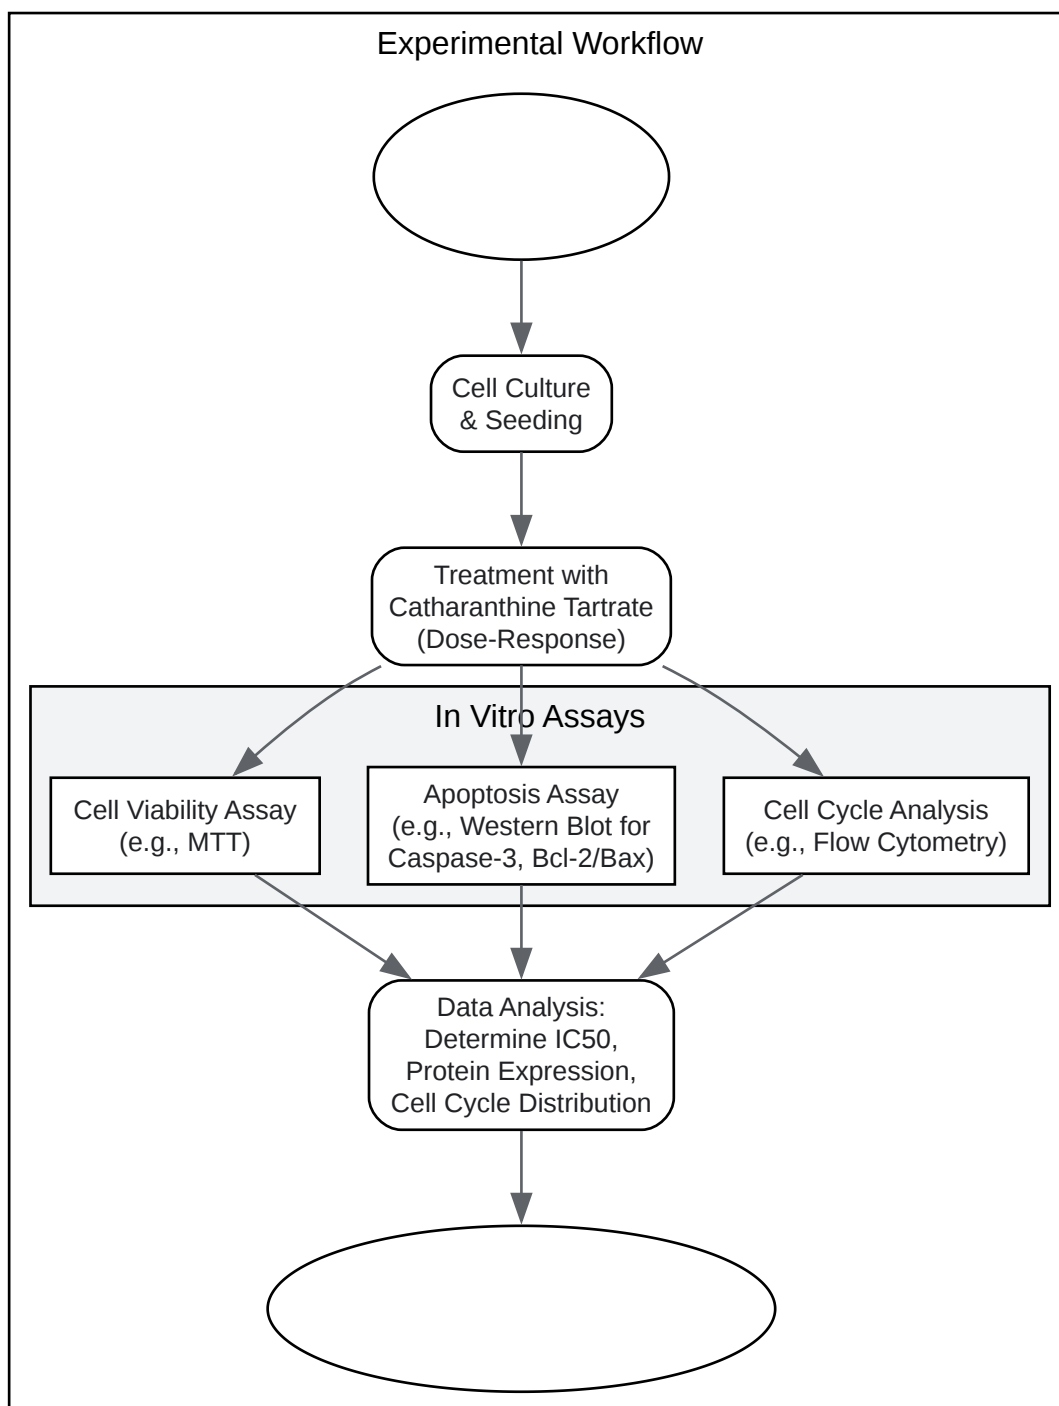 Experimental Workflow
Cell Culture
& Seeding
Treatment with
Catharanthine Tartrate
(Dose-Response)
In Vitro Assays
Cell Viability Assay
(e.g., MTT)
Apoptosis Assay
(e.g., Western Blot for
Caspase-3, Bcl-2/Bax)
Cell Cycle Analysis
(e.g., Flow Cytometry)
Data Analysis:
Determine IC50,
Protein Expression,
Cell Cycle Distribution